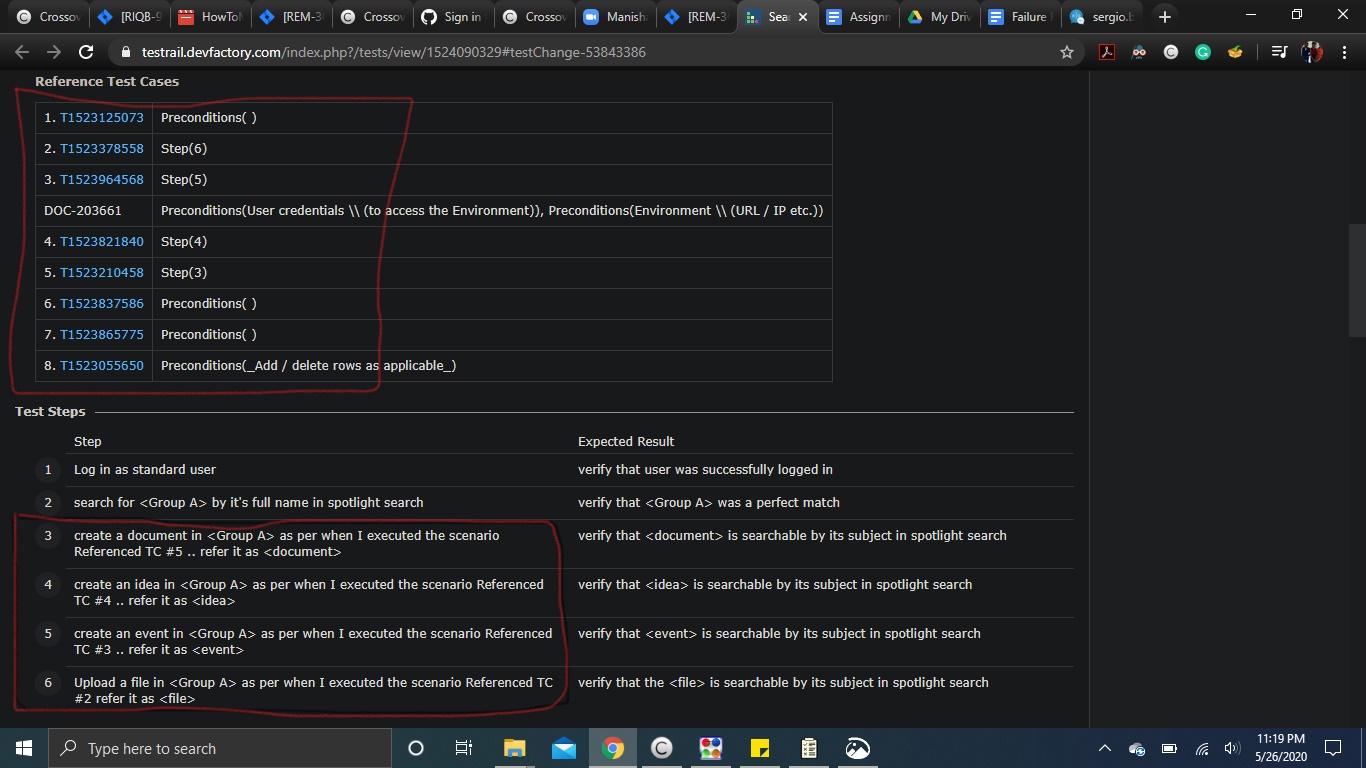 Crossov
[RIQB-9
HowTo
[REM-3
Crossov
Sign in
Crossov
Manish
[REM-3
Sea
Assignm
My Driv
Failure
sergio.b
testrail.devfactory.com/index.php?/tests/view/1524090329#testChange-53843386
Reference Test Cases
1. T1523125073 Preconditions( )
2. T1523378558 Step(6)
3. T1523964568 Step(5)
DOC-203661 Preconditions(User credentials \\ (to access the Environment)), Preconditions(Environment \\ (URL / IP etc.))
4. T1523821840 Step(4)
5. T1523210458 Step(3)
6. T1523837586 Preconditions( )
7. T1523865775 Preconditions( )
8. T1523055650 Preconditions(_Add / delete rows as applicable_)
Test Steps
Step Expected Result
1 Log in as standard user verify that user was successfully logged in
2 search for <Group A> by it's full name in spotlight search verify that <Group A> was a perfect match
3 create a document in <Group A> as per when I executed the scenario verify that <document> is searchable by its subject in spotlight search
Referenced TC #5 .. refer it as <document>
4 create an idea in <Group A> as per when I executed the scenario Referenced verify that <idea> is searchable by its subject in spotlight search
TC #4 .. refer it as <idea>
5 create an event in <Group A> as per when I executed the scenario Referenced verify that <event> is searchable by its subject in spotlight search
TC #3 .. refer it as <event>
6 Upload a file in <Group A> as per when I executed the scenario Referenced TC verify that the <file> is searchable by its subject in spotlight search
#2 refer it as <file>
Type here to search
11:19 PM
5/26/2020